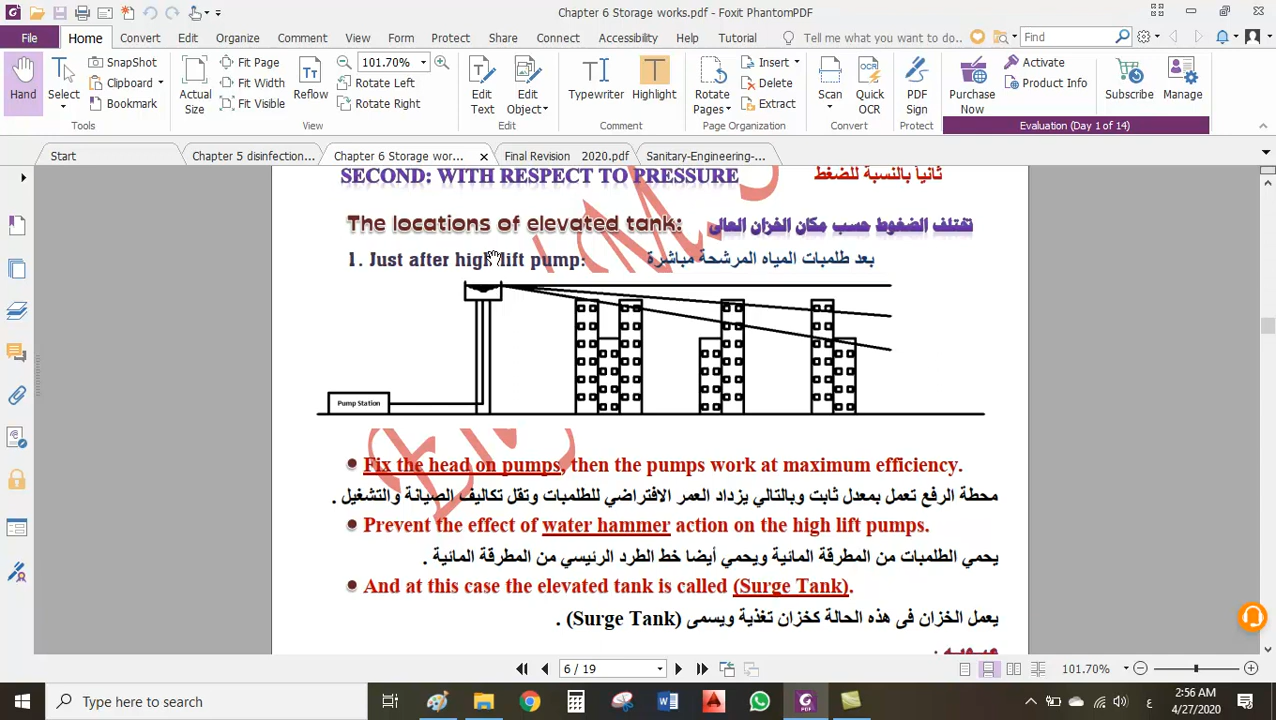 Chapter 6 Storage works.pdf - Foxit PhantomPDF
File Home Convert Edit Organize Comment View Form Protect Share Connect Accessibility Help Tutorial Tell me what you want to do.. Find
Hand
Select
SnapShot
Clipboard
Bookmark
Tools
Actual Size
Fit Page
Fit Width
Fit Visible
Reflow
101.70%
Rotate Left
Rotate Right
View
Edit Text
Edit Object
Edit
Typewriter
Highlight
Comment
Rotate Pages
Insert
Delete
Extract
Page Organization
Scan
Quick OCR
Convert
PDF Sign
Protect
Purchase Now
Activate
Product Info
Subscribe
Manage
Evaluation (Day 1 of 14)
Start
Chapter 5 disinfection...
Chapter 6 Storage wor...
Final Revision 2020.pdf
Sanitary-Engineering-...
SECOND: WITH RESPECT TO PRESSURE ثانياً بالنسبة للضغط
The locations of elevated tank: تختلف الضغوط حسب مكان الخزان العالى
1. Just after high lift pump: بعد طلمبات المياه المرشحة مباشرة
Pump Station
• Fix the head on pumps, then the pumps work at maximum efficiency.
محطة الرفع تعمل بمعدل ثابت وبالتالي يزداد العمر الافتراضي للطلمبات وتقل تكاليف الصيانة والتشغيل .
• Prevent the effect of water hammer action on the high lift pumps.
يحمي الطلمبات من المطرقة المائية ويحمي أيضا خط الطرد الرئيسي من المطرقة المائية .
• And at this case the elevated tank is called (Surge Tank).
يعمل الخزان فى هذه الحالة كخزان تغذية ويسمى (Surge Tank) .
6 / 19
101.70%
Type here to search
2:56 AM
4/27/2020